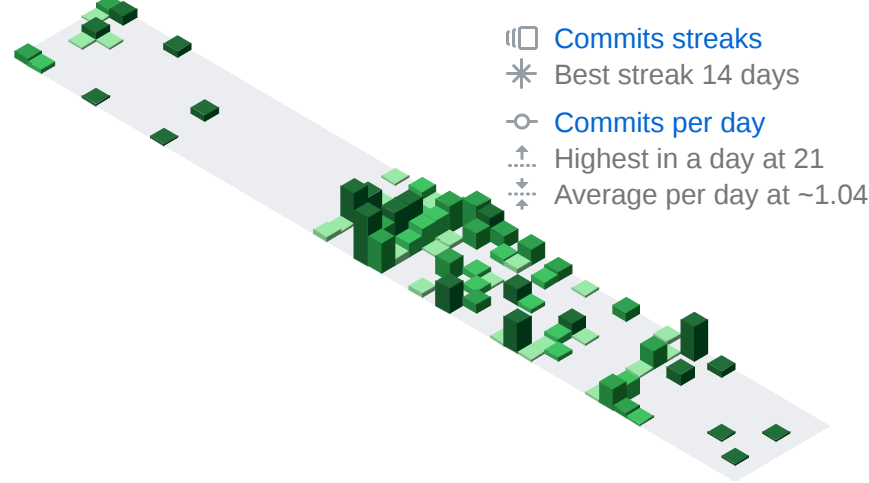 Commits streaks
Best streak 14 days
Commits per day
Highest in a day at 21
Average per day at ~1.04